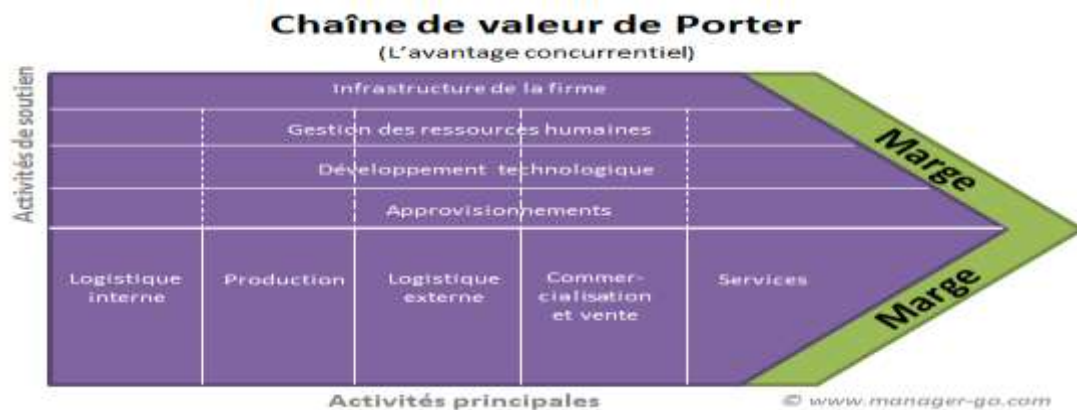 Chaîne de valeur de Porter
(L'avantage concurrentiel)
Activités de soutien
Infrastructure de la firme
Gestion des ressources humaines
Développement technologique
Approvisionnements
Marge
Logistique
interne
Production
Logistique
externe
Commer-
cialisation
et vente
Services
Marge
Activités principales
© www.manager-go.com